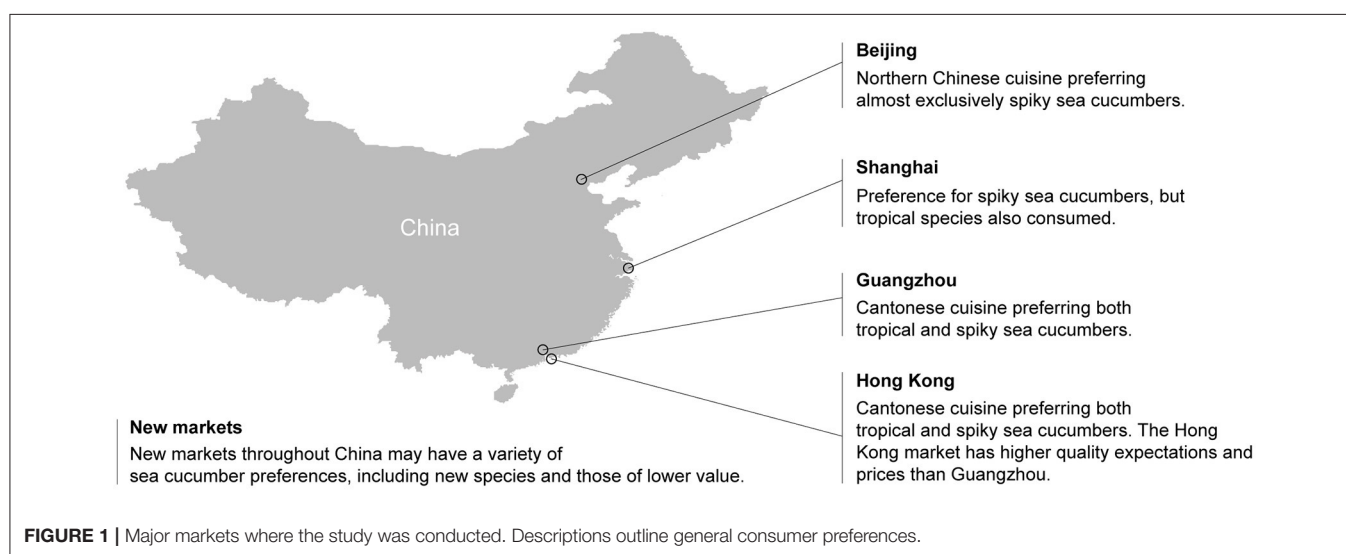 Beijing
Northern Chinese cuisine preferring
almost exclusively spiky sea cucumbers.
Shanghai
Preference for spiky sea cucumbers, but
tropical species also consumed.
China
Guangzhou
Cantonese cuisine preferring both
tropical and spiky sea cucumbers.
Hong Kong
Cantonese cuisine preferring both
tropical and spiky sea cucumbers. The Hong
Kong market has higher quality expectations and
prices than Guangzhou.
New markets
New markets throughout China may have a variety of
sea cucumber preferences, including new species and those of lower value.
FIGURE 1 | Major markets where the study was conducted. Descriptions outline general consumer preferences.